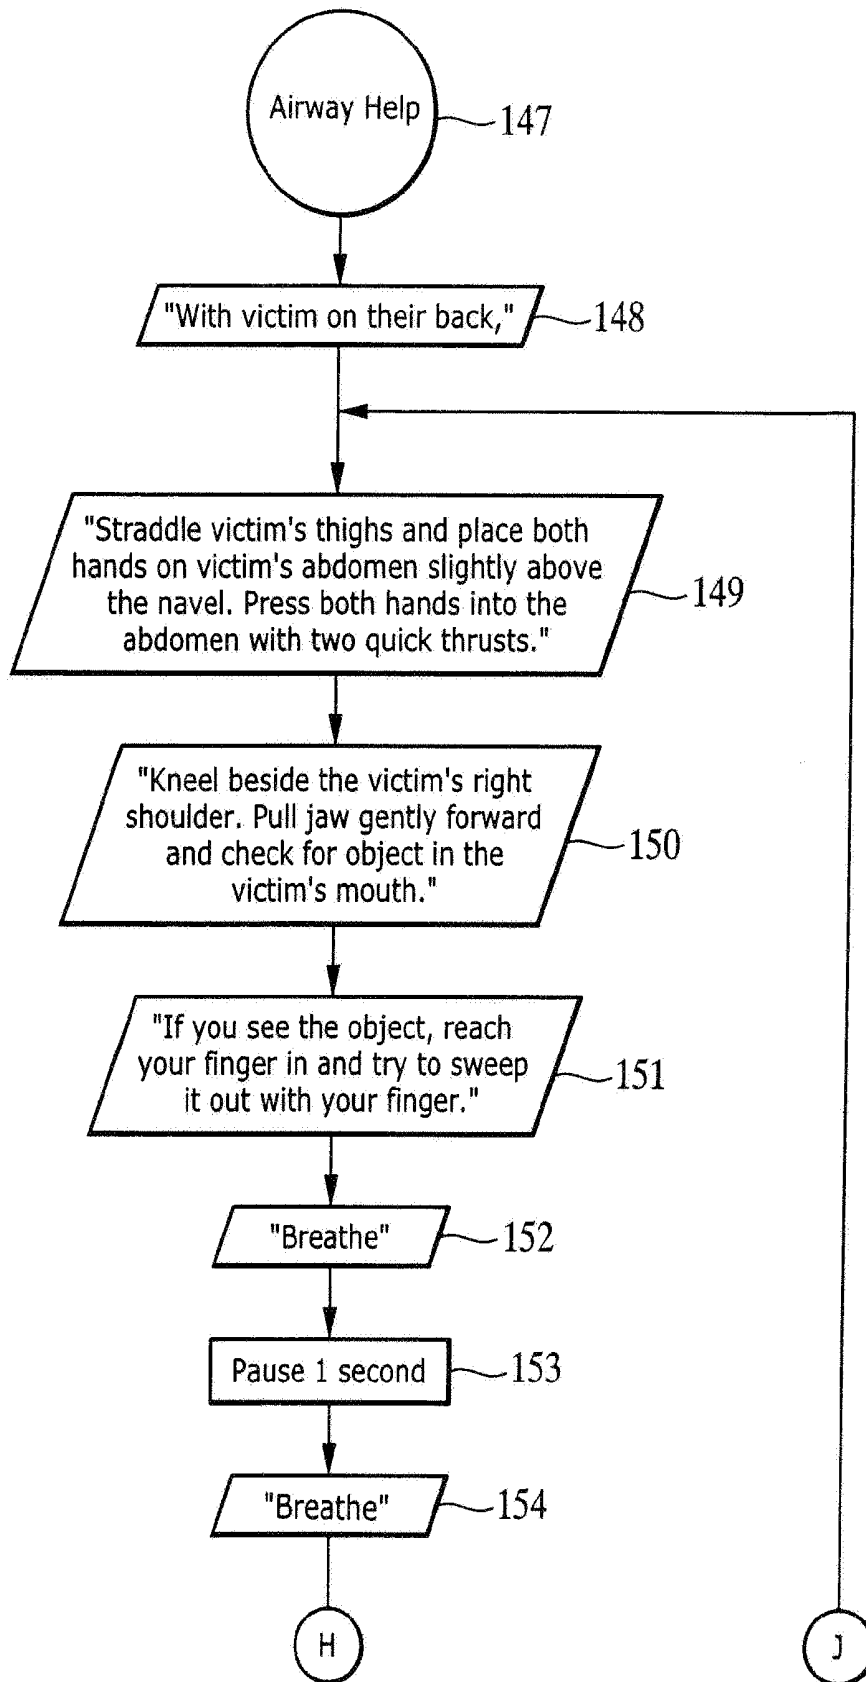 Airway Help
147
"With victim on their back,"
148
"Straddle victim's thighs and place both
hands on victim's abdomen slightly above
the navel. Press both hands into the
abdomen with two quick thrusts."
149
"Kneel beside the victim's right
shoulder. Pull jaw gently forward
and check for object in the
victim's mouth."
150
"If you see the object, reach
your finger in and try to sweep
it out with your finger."
151
"Breathe"
152
Pause 1 second
153
"Breathe"
154
H
J